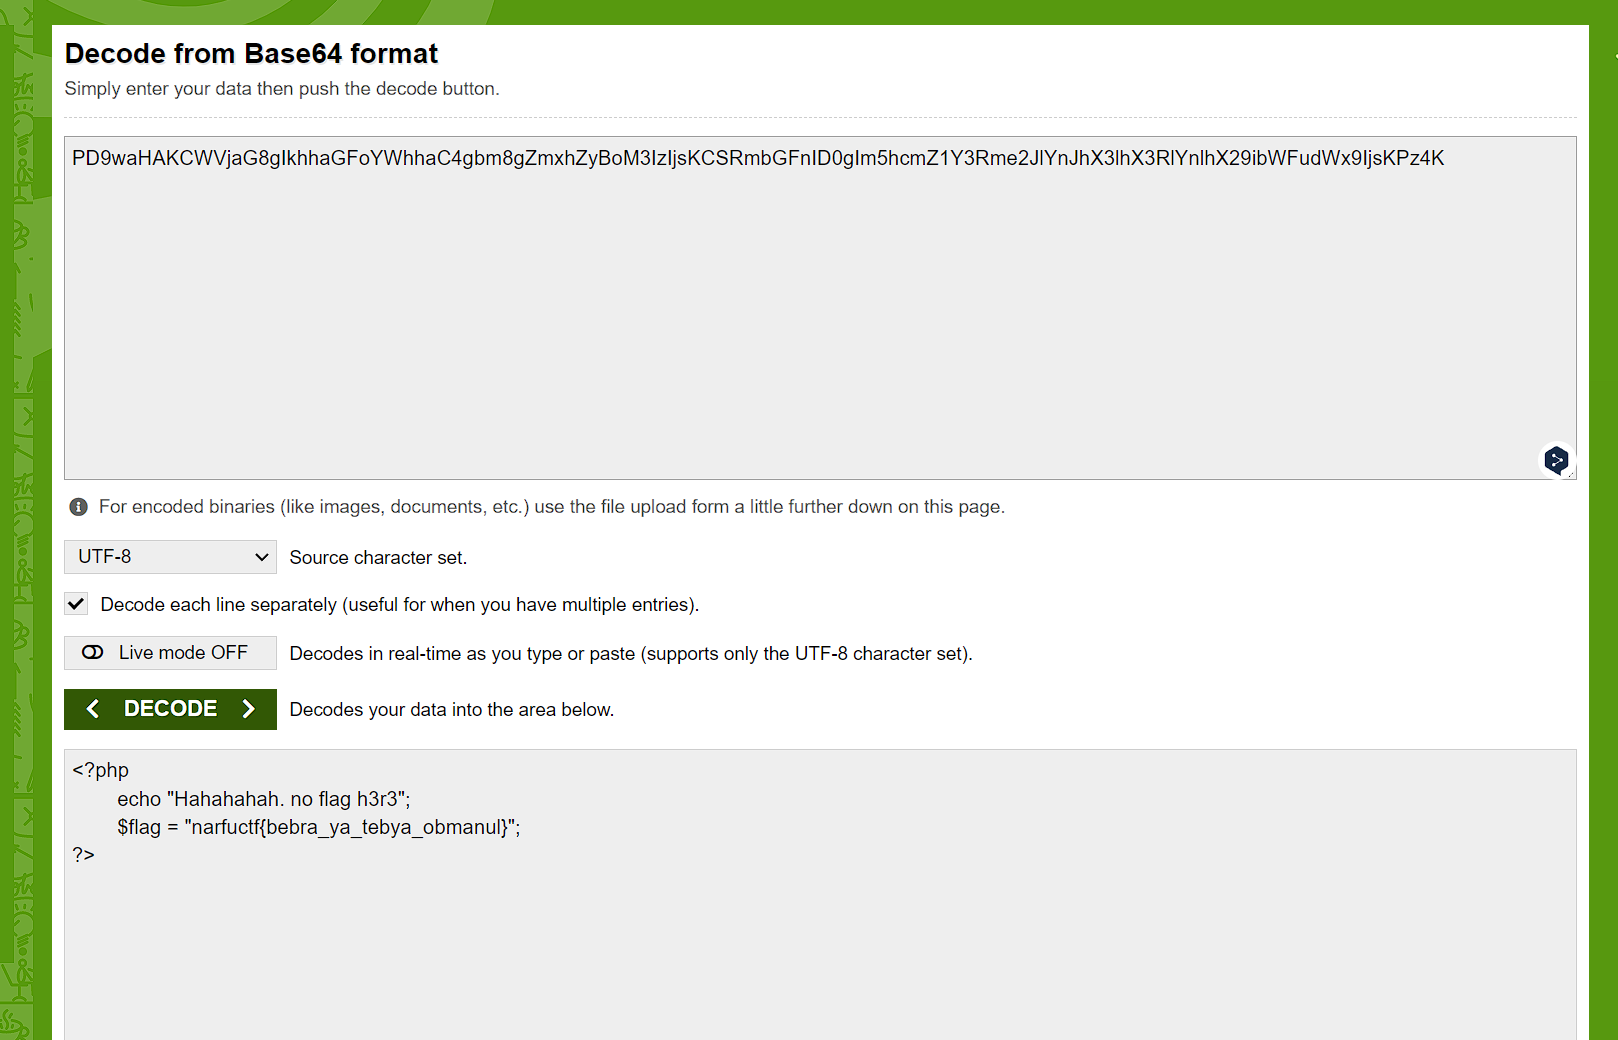 Decode from Base64 format
Simply enter your data then push the decode button.
PD9waHAKCWVjaG8gIkhhaGFoYWhhaC4gbm8gZmxhZyBoM3IzIjsKCSRmbGFnID0gIm5hcmZ1Y3Rme2JlYnJhX3lhX3RlYnlhX29ibWFudWx9IjsKPz4K
For encoded binaries (like images, documents, etc.) use the file upload form a little further down on this page.
UTF-8 Source character set.
Decode each line separately (useful for when you have multiple entries).
Live mode OFF Decodes in real-time as you type or paste (supports only the UTF-8 character set).
< DECODE > Decodes your data into the area below.
<?php
	echo "Hahahahah. no flag h3r3";
	$flag = "narfuctf{bebra_ya_tebya_obmanul}";
?>